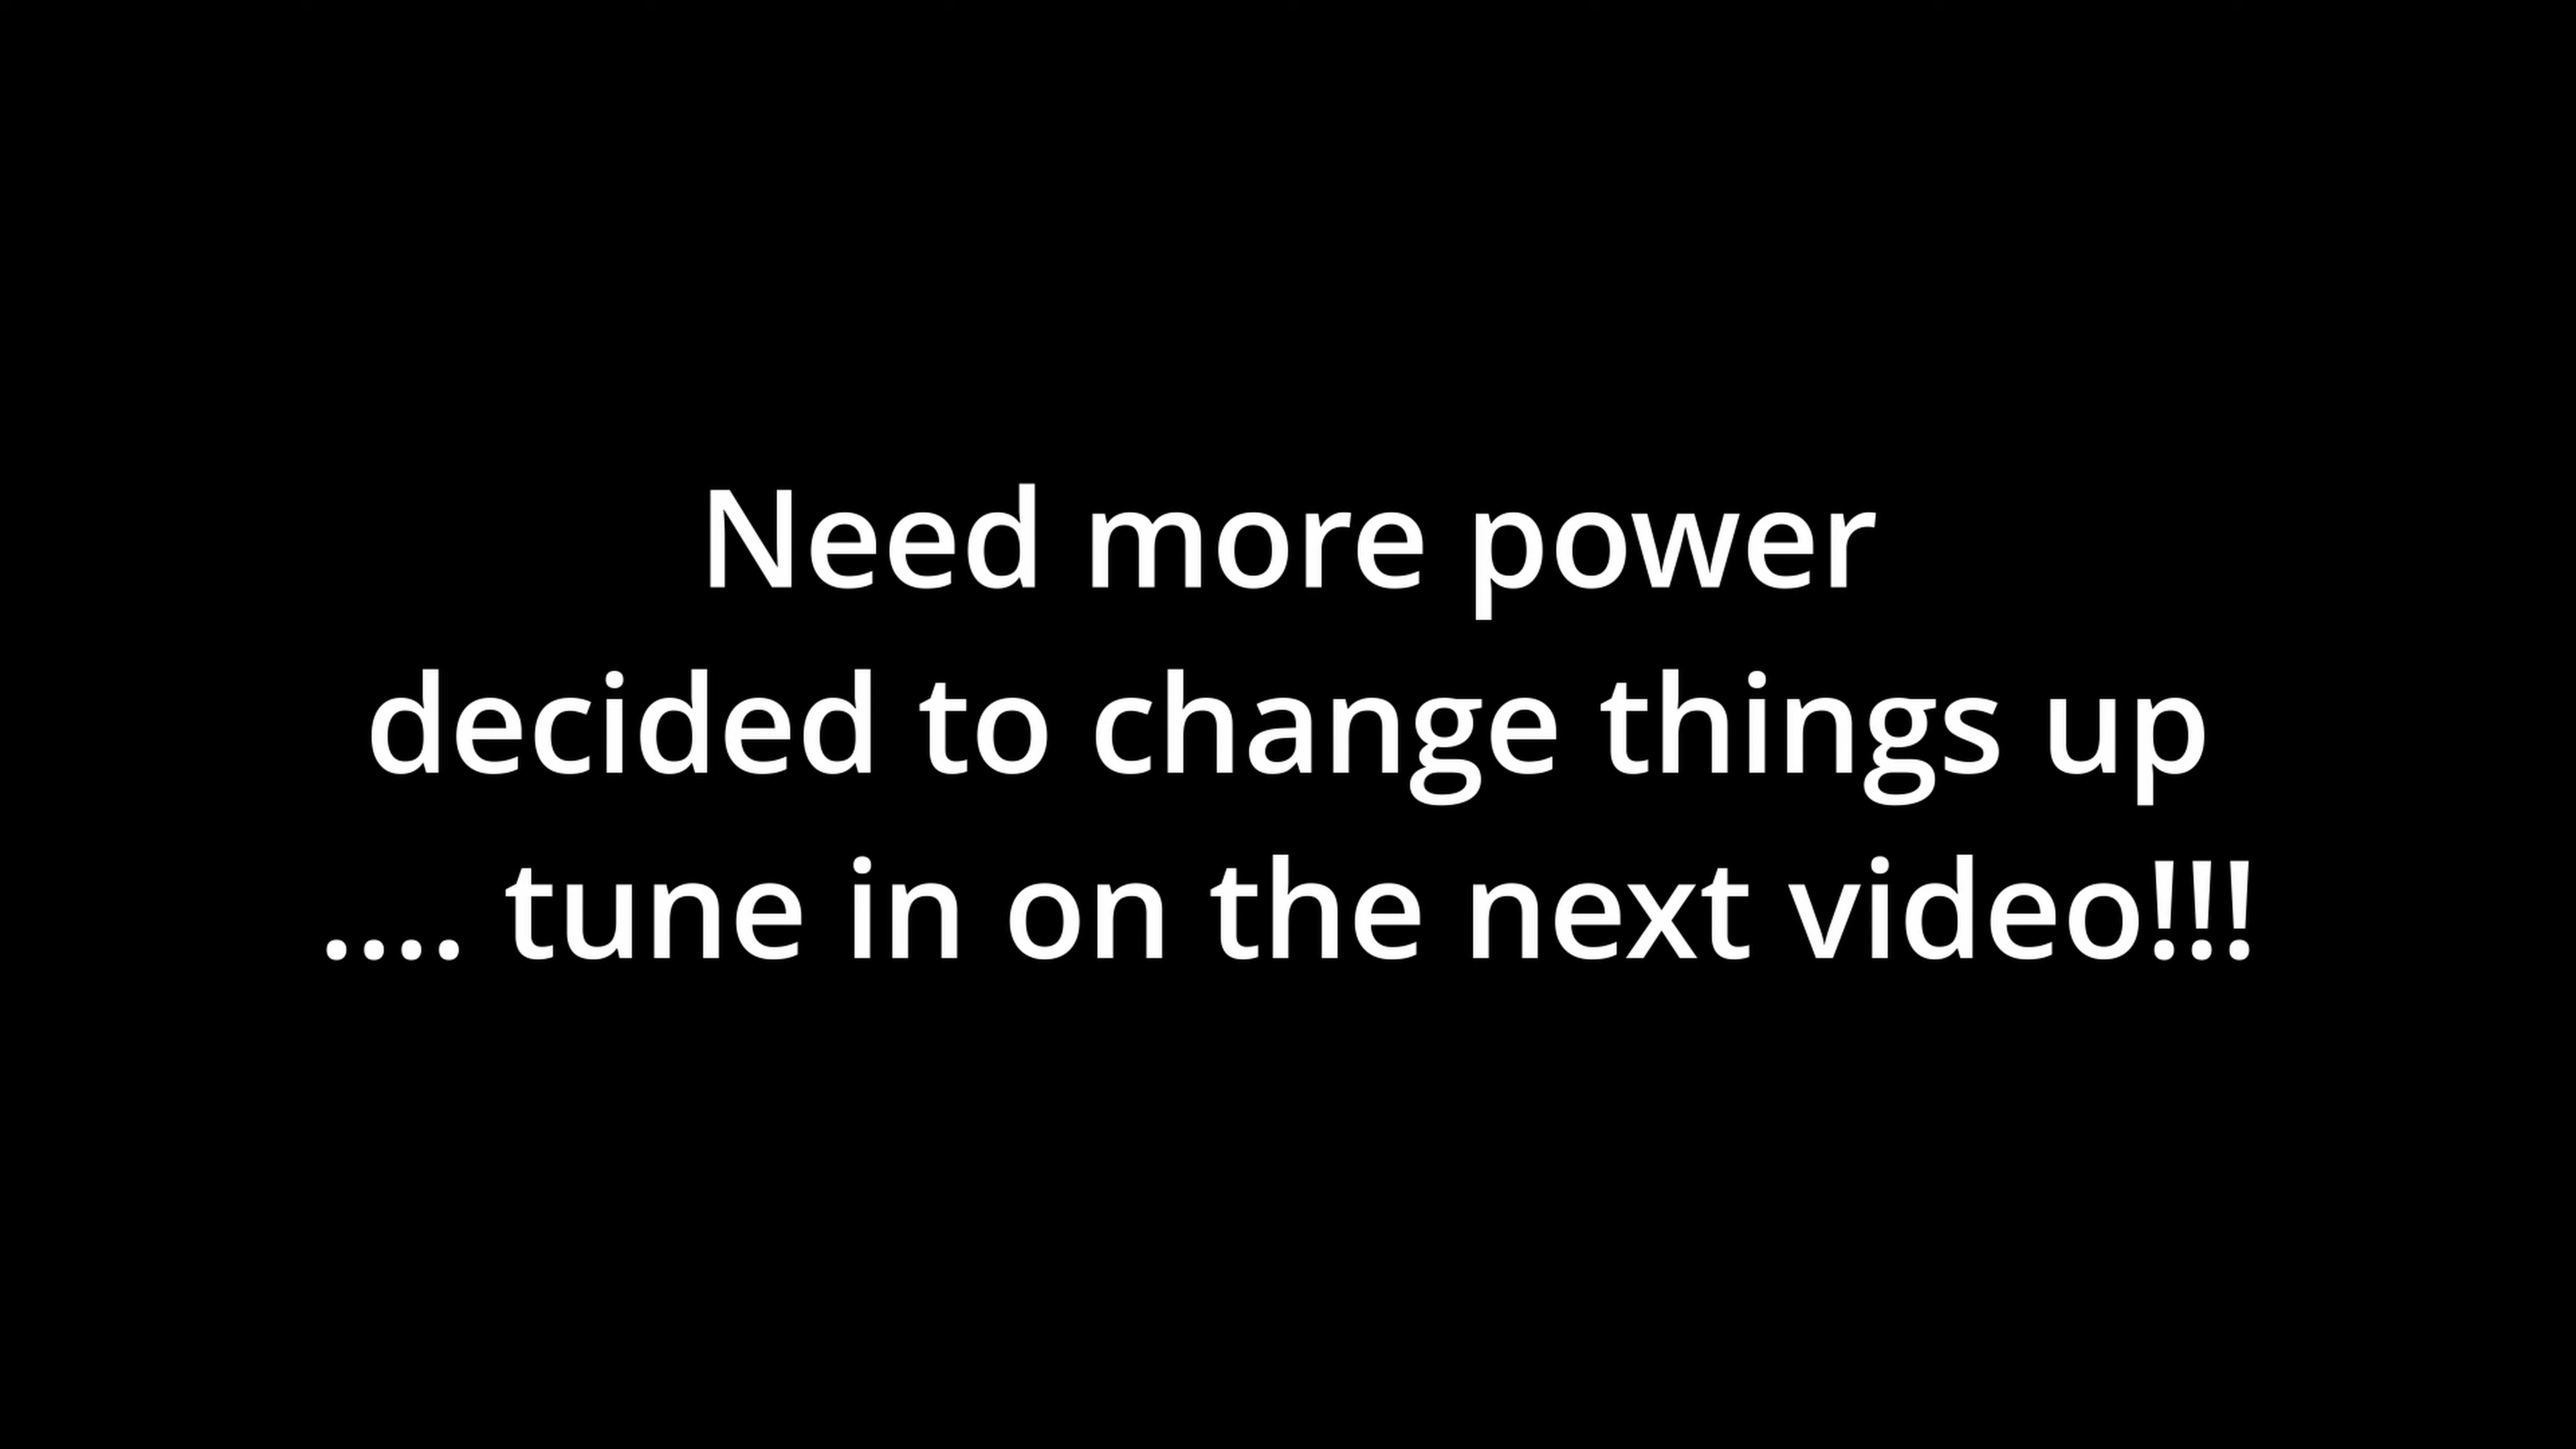 Need more power
decided to change things up
.... tune in on the next video!!!